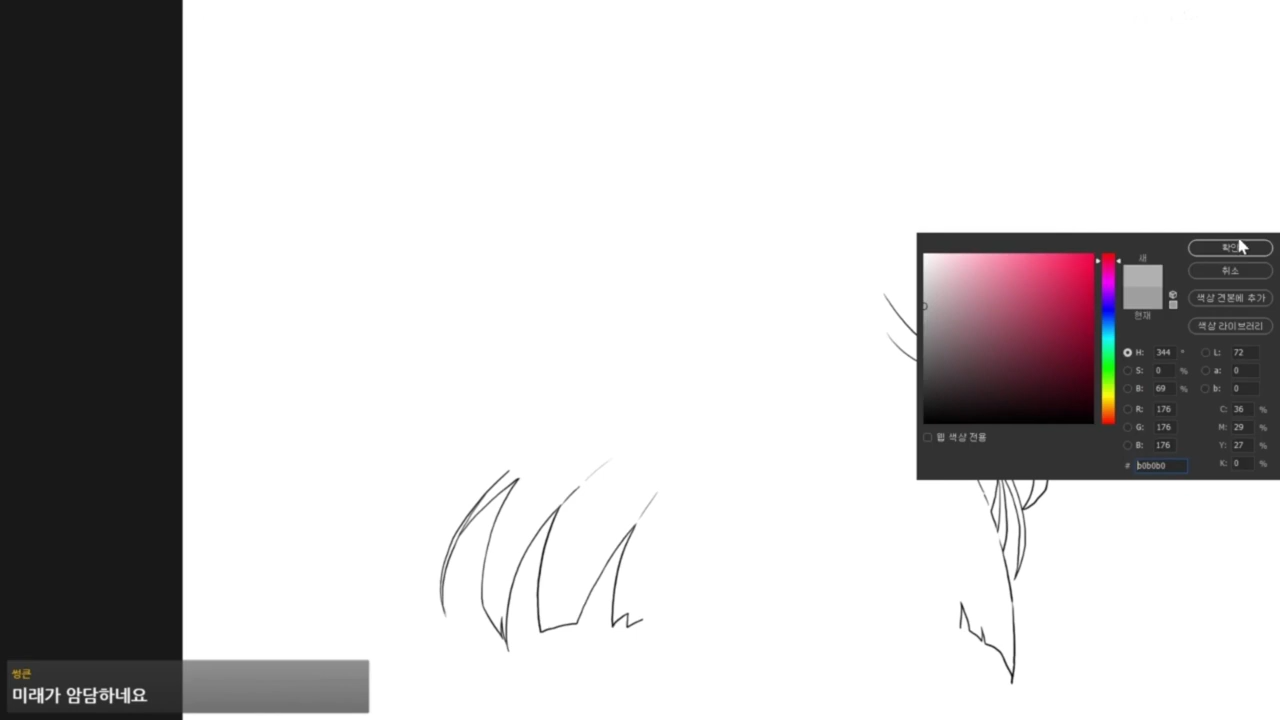 확인
새
취소
현재
색상 견본에 추가
색상 라이브러리
H: 344 °
L: 72
S: 0 %
a: 0
B: 69 %
b: 0
R: 176
C: 36 %
G: 176
M: 29 %
B: 176
Y: 27 %
# b0b0b0
K: 0 %
웹 색상 전용
썽큰
미래가 암담하네요